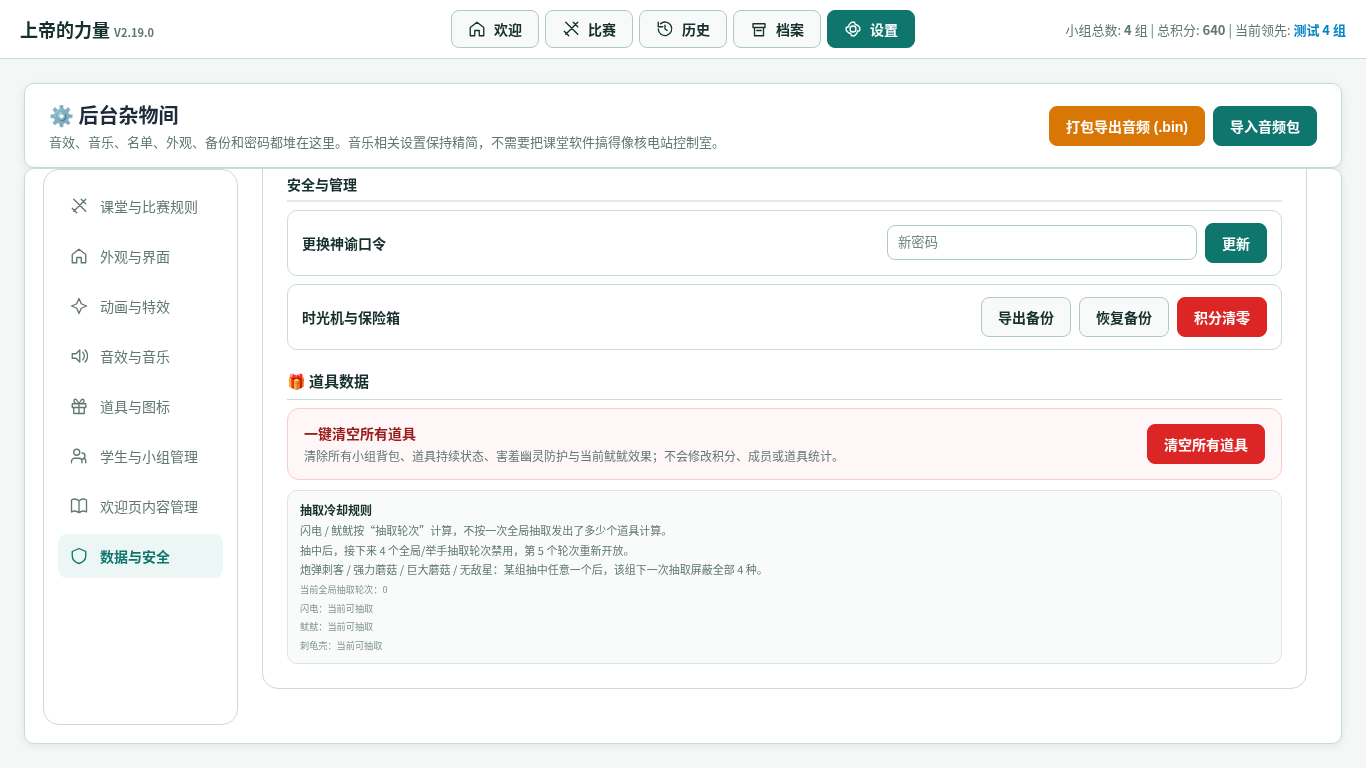 上帝的力量 V2.19.0
欢迎
比赛
历史
档案
设置
小组总数: 4 组 | 总积分: 640 | 当前领先: 测试 4 组
⚙️ 后台杂物间
音效、音乐、名单、外观、备份和密码都堆在这里。音乐相关设置保持精简，不需要把课堂软件搞得像核电站控制室。
打包导出音频 (.bin)
导入音频包
课堂与比赛规则
外观与界面
动画与特效
音效与音乐
道具与图标
学生与小组管理
欢迎页内容管理
数据与安全
安全与管理
更换神谕口令
新密码
更新
时光机与保险箱
导出备份
恢复备份
积分清零
🎁 道具数据
一键清空所有道具
清除所有小组背包、道具持续状态、害羞幽灵防护与当前鱿鱿效果；不会修改积分、成员或道具统计。
清空所有道具
抽取冷却规则
闪电 / 鱿鱿按“抽取轮次”计算，不按一次全局抽取发出了多少个道具计算。
抽中后，接下来 4 个全局/举手抽取轮次禁用，第 5 个轮次重新开放。
炮弹刺客 / 强力蘑菇 / 巨大蘑菇 / 无敌星：某组抽中任意一个后，该组下一次抽取屏蔽全部 4 种。
当前全局抽取轮次：0
闪电：当前可抽取
鱿鱿：当前可抽取
刺龟壳：当前可抽取